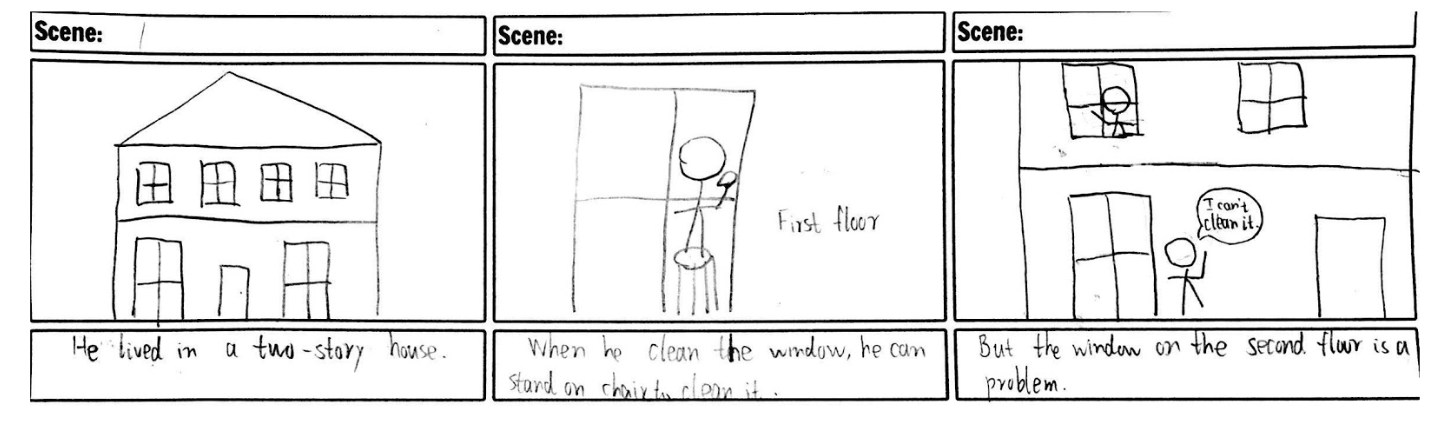 Scene:
Scene:
Scene:
First floor
I can't
clean it.
He lived in a two-story house.
When he clean the window, he can
stand on chair to clean it.
But the window on the second floor is a
problem.